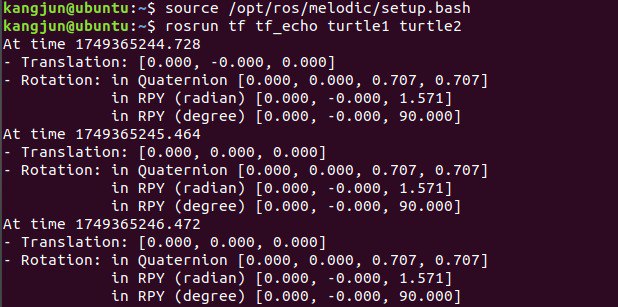 kangjun@ubuntu:~$ source /opt/ros/melodic/setup.bash
kangjun@ubuntu:~$ rosrun tf tf_echo turtle1 turtle2
At time 1749365244.728
- Translation: [0.000, -0.000, 0.000]
- Rotation: in Quaternion [0.000, 0.000, 0.707, 0.707]
            in RPY (radian) [0.000, -0.000, 1.571]
            in RPY (degree) [0.000, -0.000, 90.000]
At time 1749365245.464
- Translation: [0.000, 0.000, 0.000]
- Rotation: in Quaternion [0.000, 0.000, 0.707, 0.707]
            in RPY (radian) [0.000, -0.000, 1.571]
            in RPY (degree) [0.000, -0.000, 90.000]
At time 1749365246.472
- Translation: [0.000, 0.000, 0.000]
- Rotation: in Quaternion [0.000, 0.000, 0.707, 0.707]
            in RPY (radian) [0.000, -0.000, 1.571]
            in RPY (degree) [0.000, -0.000, 90.000]